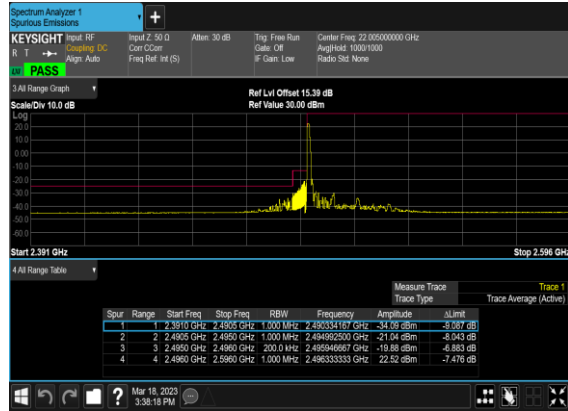 Spectrum Analyzer 1
Spurious Emissions
KEYSIGHT
R T
LW
PASS
Input: RF
Coupling: DC
Align: Auto
Input Z: 50 Ω
Corr CCorr
Freq Ref: Int (S)
Atten: 30 dB
Trig: Free Run
Gate: Off
IF Gain: Low
Center Freq: 22.005000000 GHz
Avg|Hold: 1000/1000
Radio Std: None
3 All Range Graph
Scale/Div 10.0 dB
Ref Lvl Offset 15.39 dB
Ref Value 30.00 dBm
Log
20.0
10.0
0.00
-10.0
-20.0
-30.0
-40.0
-50.0
-60.0
Start 2.391 GHz
Stop 2.596 GHz
4 All Range Table
Measure Trace Trace 1
Trace Type Trace Average (Active)
Spur Range Start Freq Stop Freq RBW Frequency Amplitude ΔLimit
1 1 2.3910 GHz 2.4905 GHz 1.000 MHz 2.490334167 GHz -34.09 dBm -9.087 dB
2 2 2.4905 GHz 2.4950 GHz 1.000 MHz 2.494992500 GHz -21.04 dBm -8.043 dB
3 3 2.4950 GHz 2.4960 GHz 200.0 kHz 2.495946667 GHz -19.88 dBm -6.883 dB
4 4 2.4960 GHz 2.5960 GHz 1.000 MHz 2.496333333 GHz 22.52 dBm -7.476 dB
?
Mar 18, 2023
3:38:18 PM